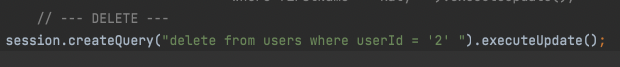 // --- DELETE ---
session.createQuery("delete from users where userId = '2' ").executeUpdate();